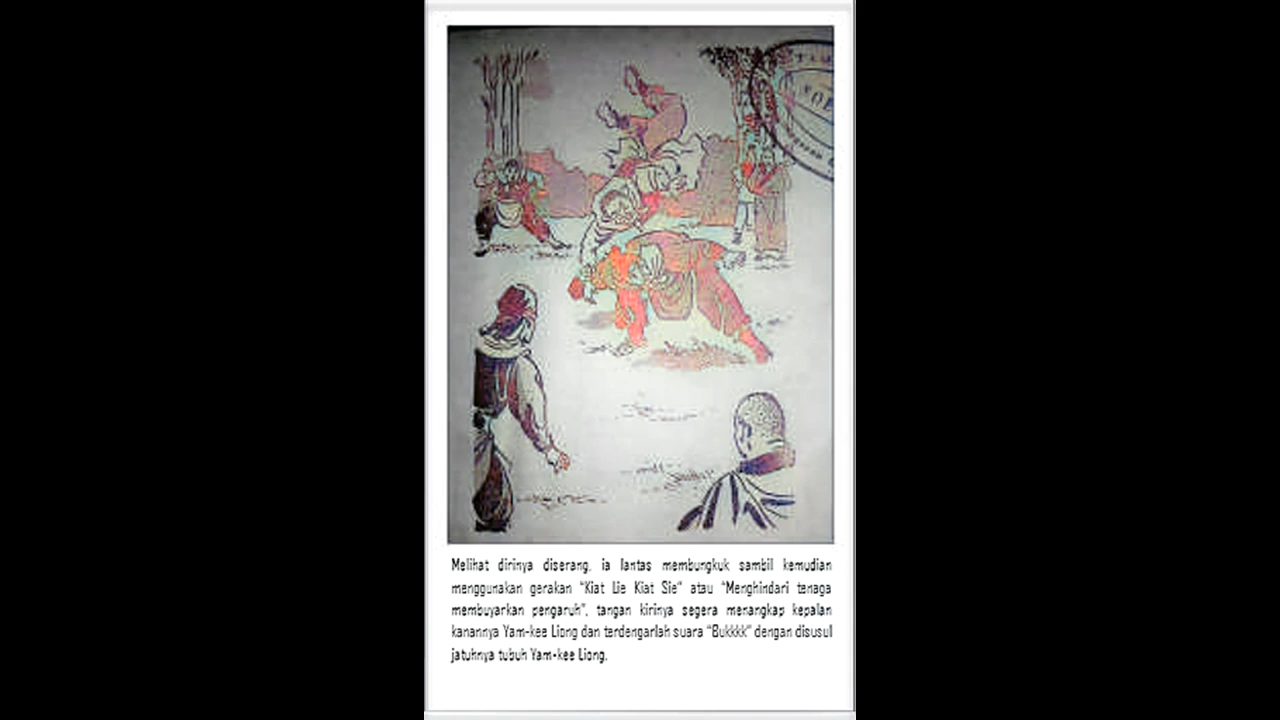 Melihat dirinya diserang, ia lantas membungkuk sambil kemudian
menggunakan gerakan "Kiat Lie Kiat Sie" atau "Menghindari tenaga
membuyarkan pengaruh", tangan kirinya segera menangkap kepalan
kanannya Yam-kee Liong dan terdengarlah suara "Bukkkk" dengan disusul
jatuhnya tubuh Yam-kee Liong.